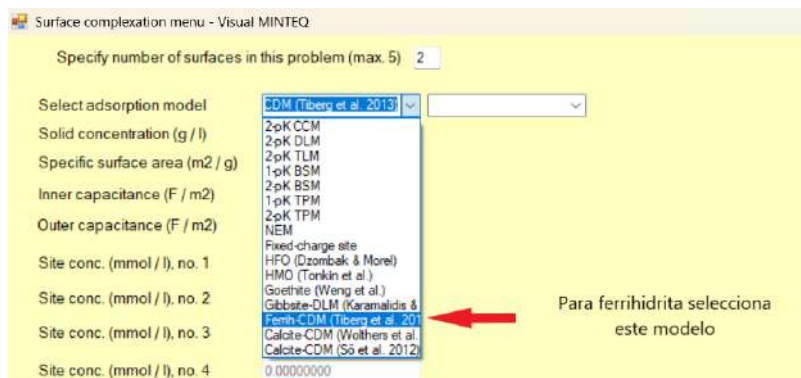 Surface complexation menu - Visual MINTEQ
Specify number of surfaces in this problem (max. 5) 2
Select adsorption model CDM (Tiberg et al. 2013)
Solid concentration (g / l)
Specific surface area (m2 / g)
Inner capacitance (F / m2)
Outer capacitance (F / m2)
Site conc. (mmol / l), no. 1
Site conc. (mmol / l), no. 2
Site conc. (mmol / l), no. 3
Site conc. (mmol / l), no. 4 0.00000000
2-pK CCM
2-pK DLM
2-pK TLM
1-pK BSM
2-pK BSM
1-pK TPM
2-pK TPM
NEM
Fixed-charge site
HFO (Dzombak & Morel)
HMO (Tonkin et al.)
Goethite (Weng et al.)
Gibbsite-DLM (Karamalidis &
Ferrih-CDM (Tiberg et al. 201
Calcite-CDM (Wolthers et al.
Calcite-CDM (Sö et al. 2012)
Para ferrihidrita selecciona
este modelo